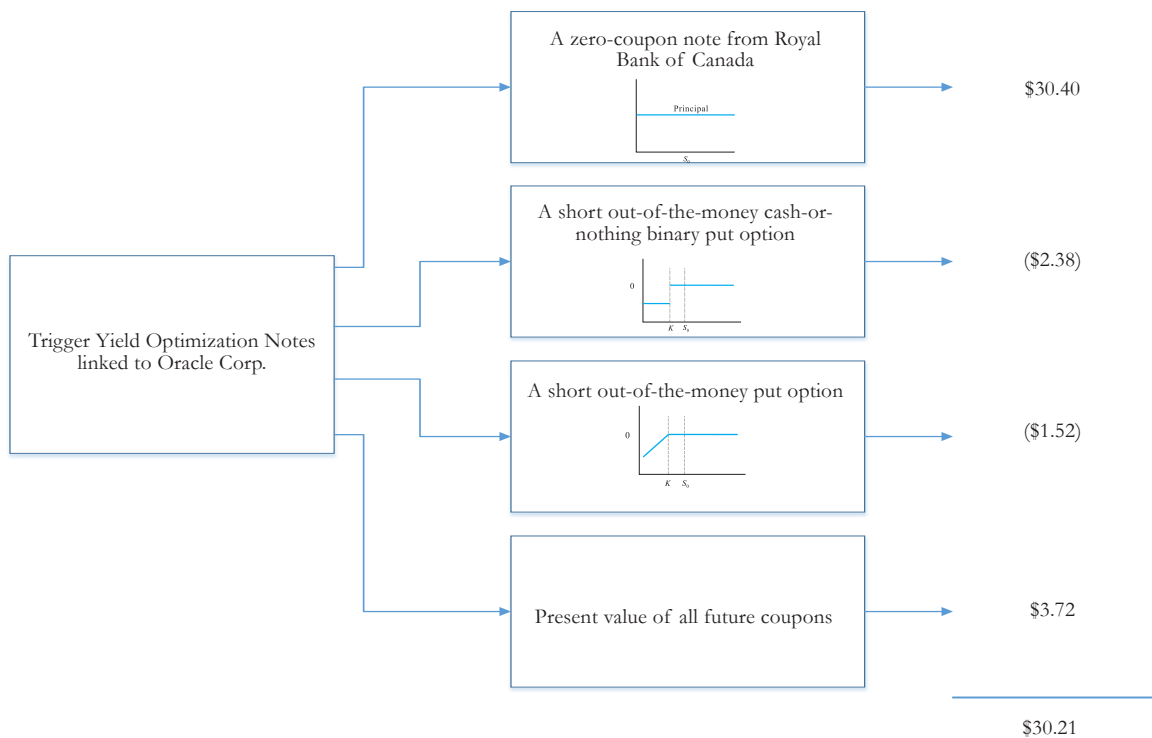 A zero-coupon note from Royal
Bank of Canada
Principal
S₀
$30.40
A short out-of-the-money cash-or-
nothing binary put option
0
K S₀
($2.38)
Trigger Yield Optimization Notes
linked to Oracle Corp.
A short out-of-the-money put option
0
K S₀
($1.52)
Present value of all future coupons
$3.72
$30.21